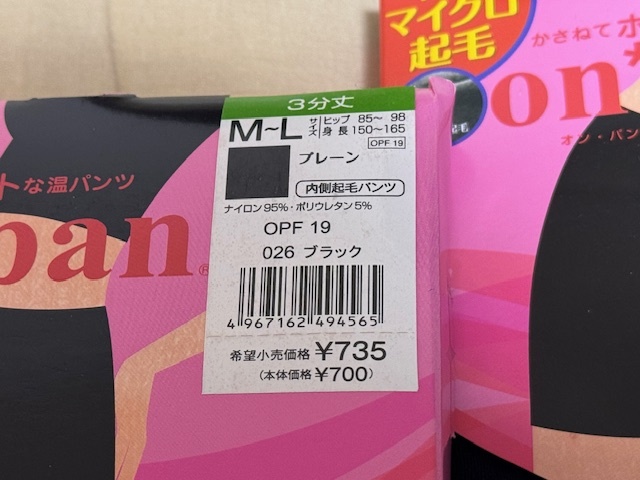 マイクロ
起毛
かさねて
on*
オン・パン
起毛
トな温パンツ
pan®
3分丈
M~L サイズ ヒップ 85~ 98
身長 150~165
OPF 19
プレーン
内側起毛パンツ
ナイロン95%・ポリウレタン5%
OPF 19
026 ブラック
4 967162 494565
希望小売価格 ¥735
(本体価格¥700)